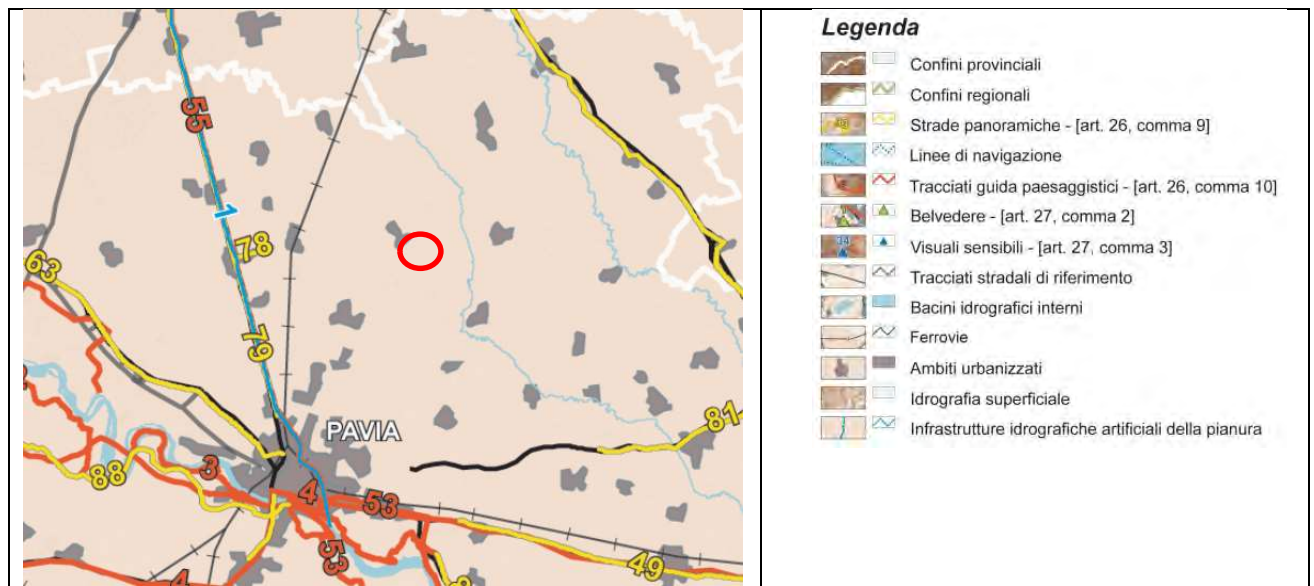 55
1
78
63
79
81
PAVIA
88
3
4
53
53
49
4
Legenda
Confini provinciali
Confini regionali
Strade panoramiche - [art. 26, comma 9]
Linee di navigazione
Tracciati guida paesaggistici - [art. 26, comma 10]
Belvedere - [art. 27, comma 2]
Visuali sensibili - [art. 27, comma 3]
Tracciati stradali di riferimento
Bacini idrografici interni
Ferrovie
Ambiti urbanizzati
Idrografia superficiale
Infrastrutture idrografiche artificiali della pianura